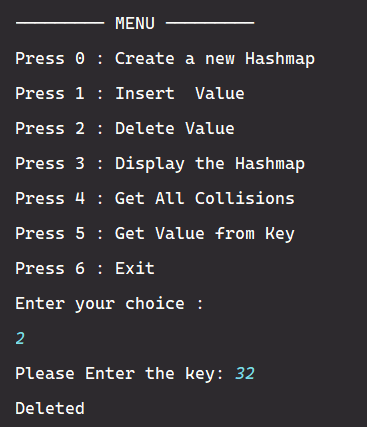 --------- MENU ---------
Press 0 : Create a new Hashmap
Press 1 : Insert  Value
Press 2 : Delete Value
Press 3 : Display the Hashmap
Press 4 : Get All Collisions
Press 5 : Get Value from Key
Press 6 : Exit
Enter your choice :
2
Please Enter the key: 32
Deleted